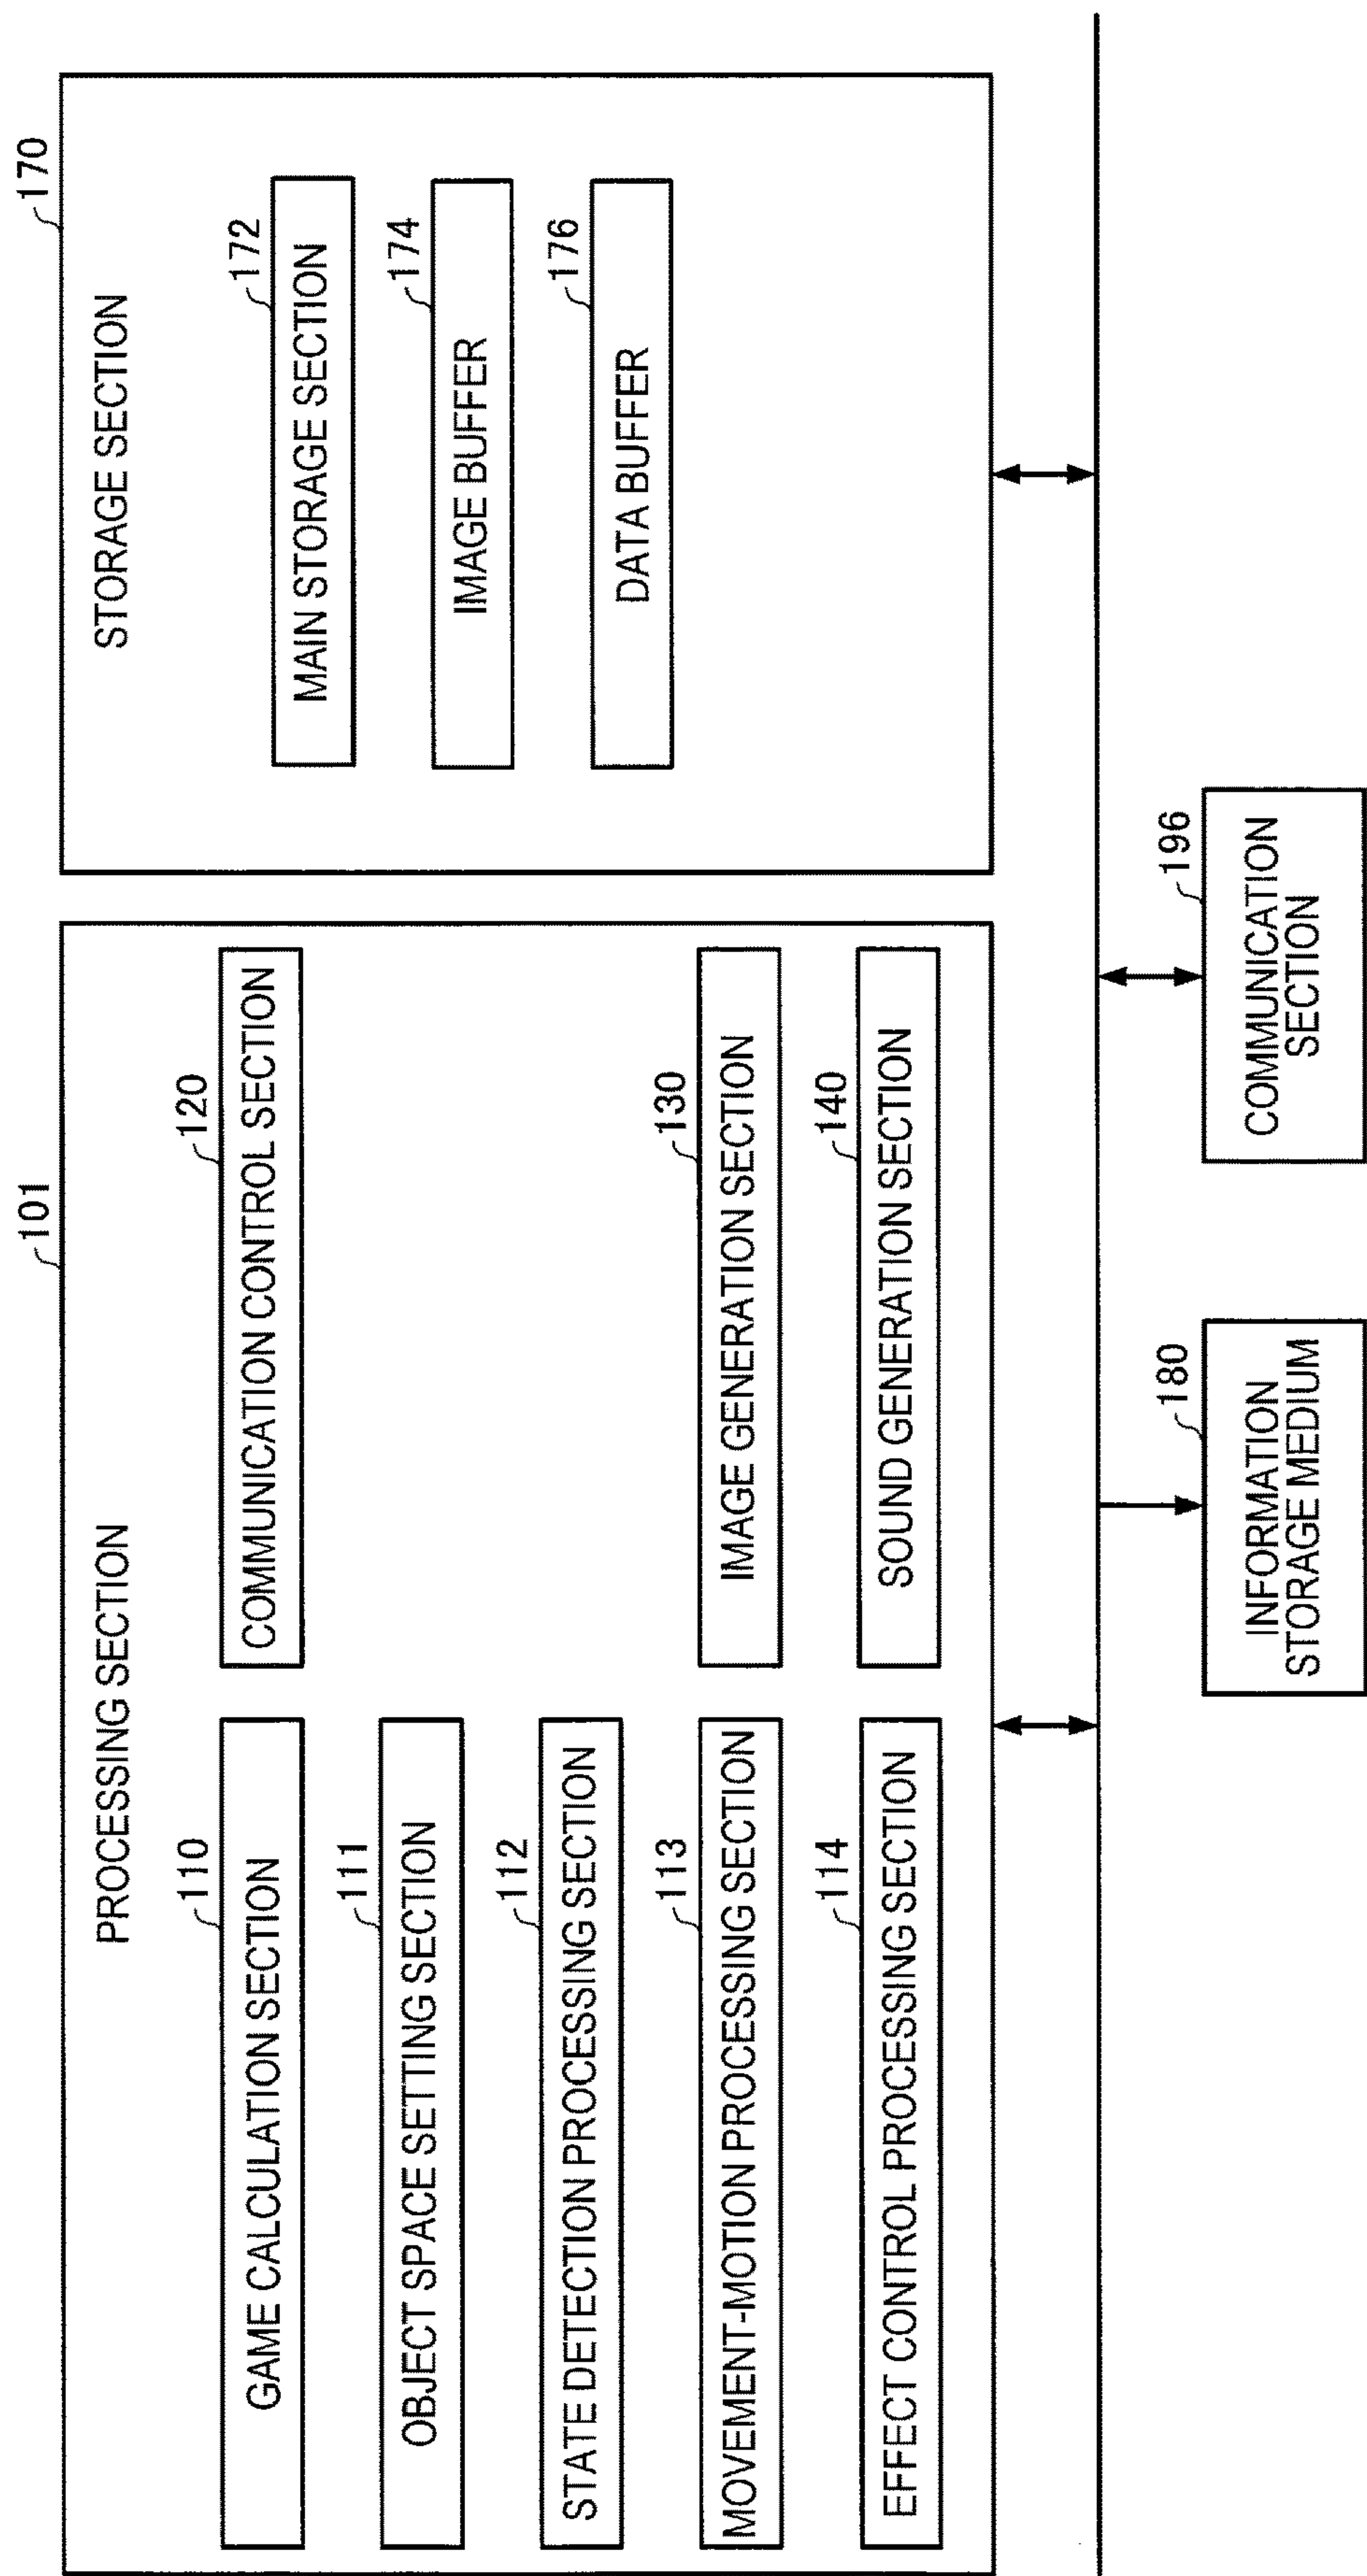 101
PROCESSING SECTION
110
GAME CALCULATION SECTION
111
OBJECT SPACE SETTING SECTION
112
STATE DETECTION PROCESSING SECTION
113
MOVEMENT-MOTION PROCESSING SECTION
114
EFFECT CONTROL PROCESSING SECTION
120
COMMUNICATION CONTROL SECTION
130
IMAGE GENERATION SECTION
140
SOUND GENERATION SECTION
170
STORAGE SECTION
172
MAIN STORAGE SECTION
174
IMAGE BUFFER
176
DATA BUFFER
180
INFORMATION
STORAGE MEDIUM
196
COMMUNICATION
SECTION